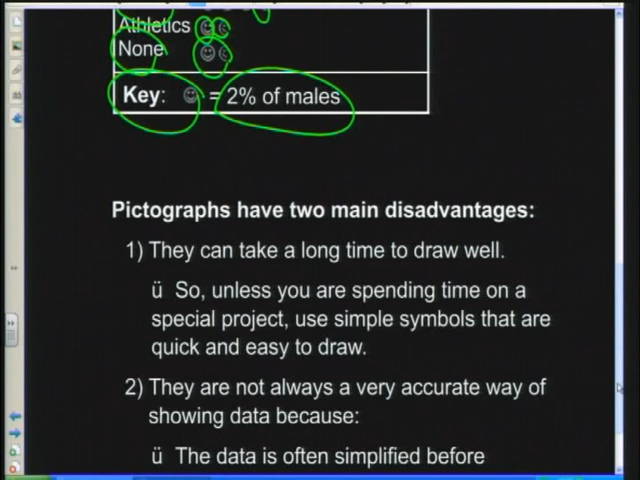 Athletics
None
Key: = 2% of males
Pictographs have two main disadvantages:
1) They can take a long time to draw well.
ü So, unless you are spending time on a
special project, use simple symbols that are
quick and easy to draw.
2) They are not always a very accurate way of
showing data because:
ü The data is often simplified before